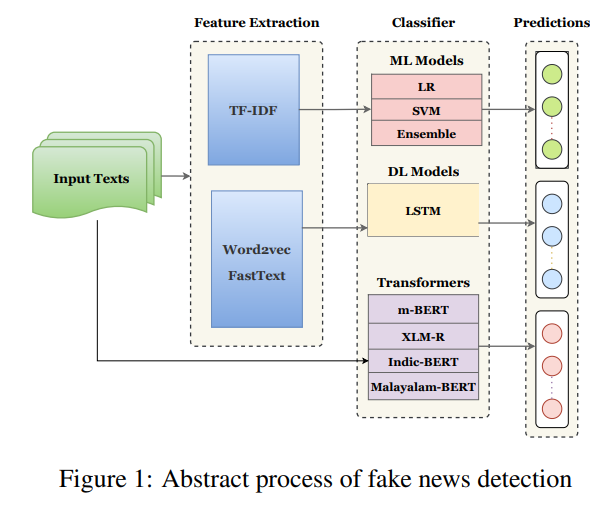 Feature Extraction
Classifier
Predictions
Input Texts
TF-IDF
Word2vec
FastText
ML Models
LR
SVM
Ensemble
DL Models
LSTM
Transformers
m-BERT
XLM-R
Indic-BERT
Malayalam-BERT
Figure 1: Abstract process of fake news detection